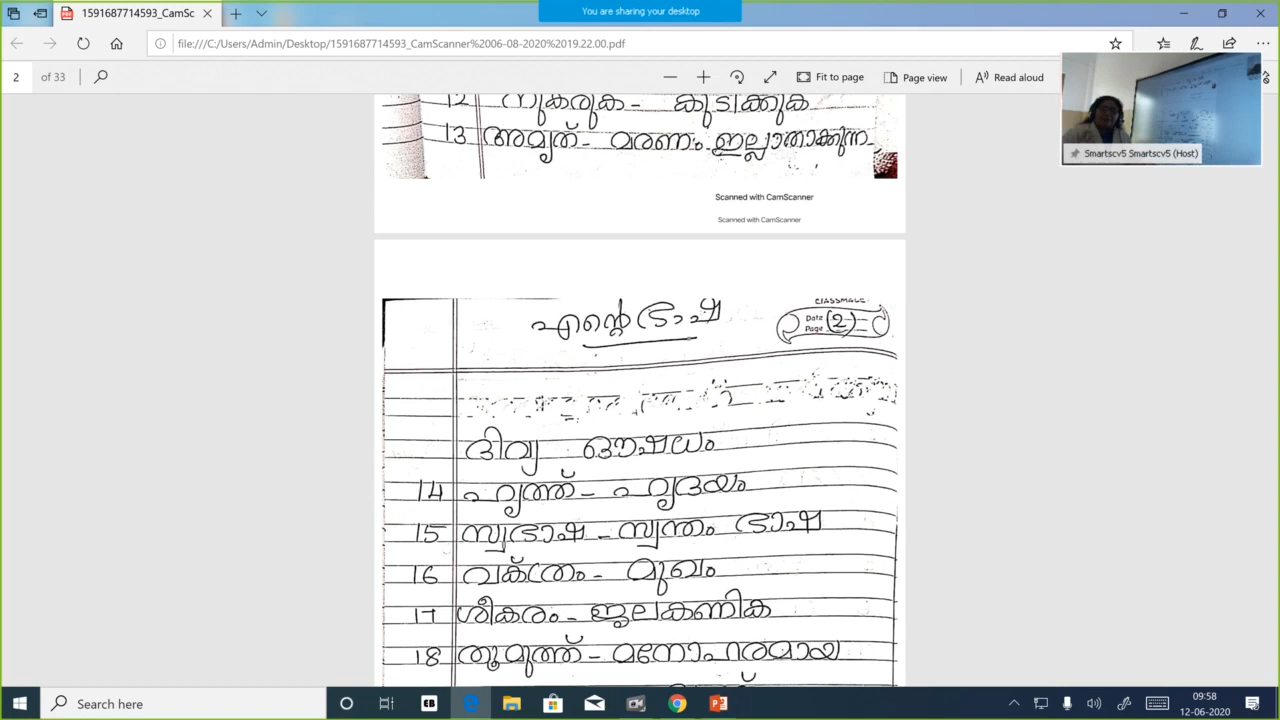 1591687714593_CamSc
You are sharing your desktop
file:///C:/Users/Admin/Desktop/1591687714593_CamScanner%2006-08-2020%2019.22.00.pdf
2 of 33
Fit to page
Page view
Read aloud
Smartscv5 Smartscv5 (Host)
12 നുകരുക - കുടിക്കുക
13 അമൃത് - മരണം ഇല്ലാതാക്കുന്ന
Scanned with CamScanner
Scanned with CamScanner
എന്റെ ഭാഷ
CLASSMATE
Date
Page 2
ദിവ്യ ഔഷധം
14 ഹൃത്ത് - ഹൃദയം
15 സ്വഭാഷ - സ്വന്തം ഭാഷ
16 വക്ത്രം - മുഖം
17 ശീകരം - ജലകണിക
18 തൂമുത്ത് - മനോഹരമായ
Search here
09:58
12-06-2020